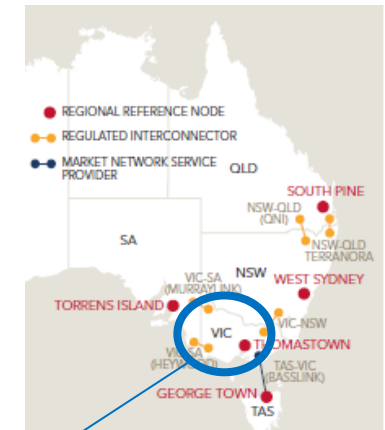 REGIONAL REFERENCE NODE
REGULATED INTERCONNECTOR
MARKET NETWORK SERVICE
PROVIDER
QLD
SOUTH PINE
NSW-QLD
(QNI)
SA
NSW-QLD
TERRANORA
VIC-SA
(MURRAYLINK)
NSW
WEST SYDNEY
TORRENS ISLAND
VIC-NSW
VIC
THOMASTOWN
VIC-SA
(HEYWOOD)
TAS-VIC
(BASSLINK)
GEORGE TOWN
TAS